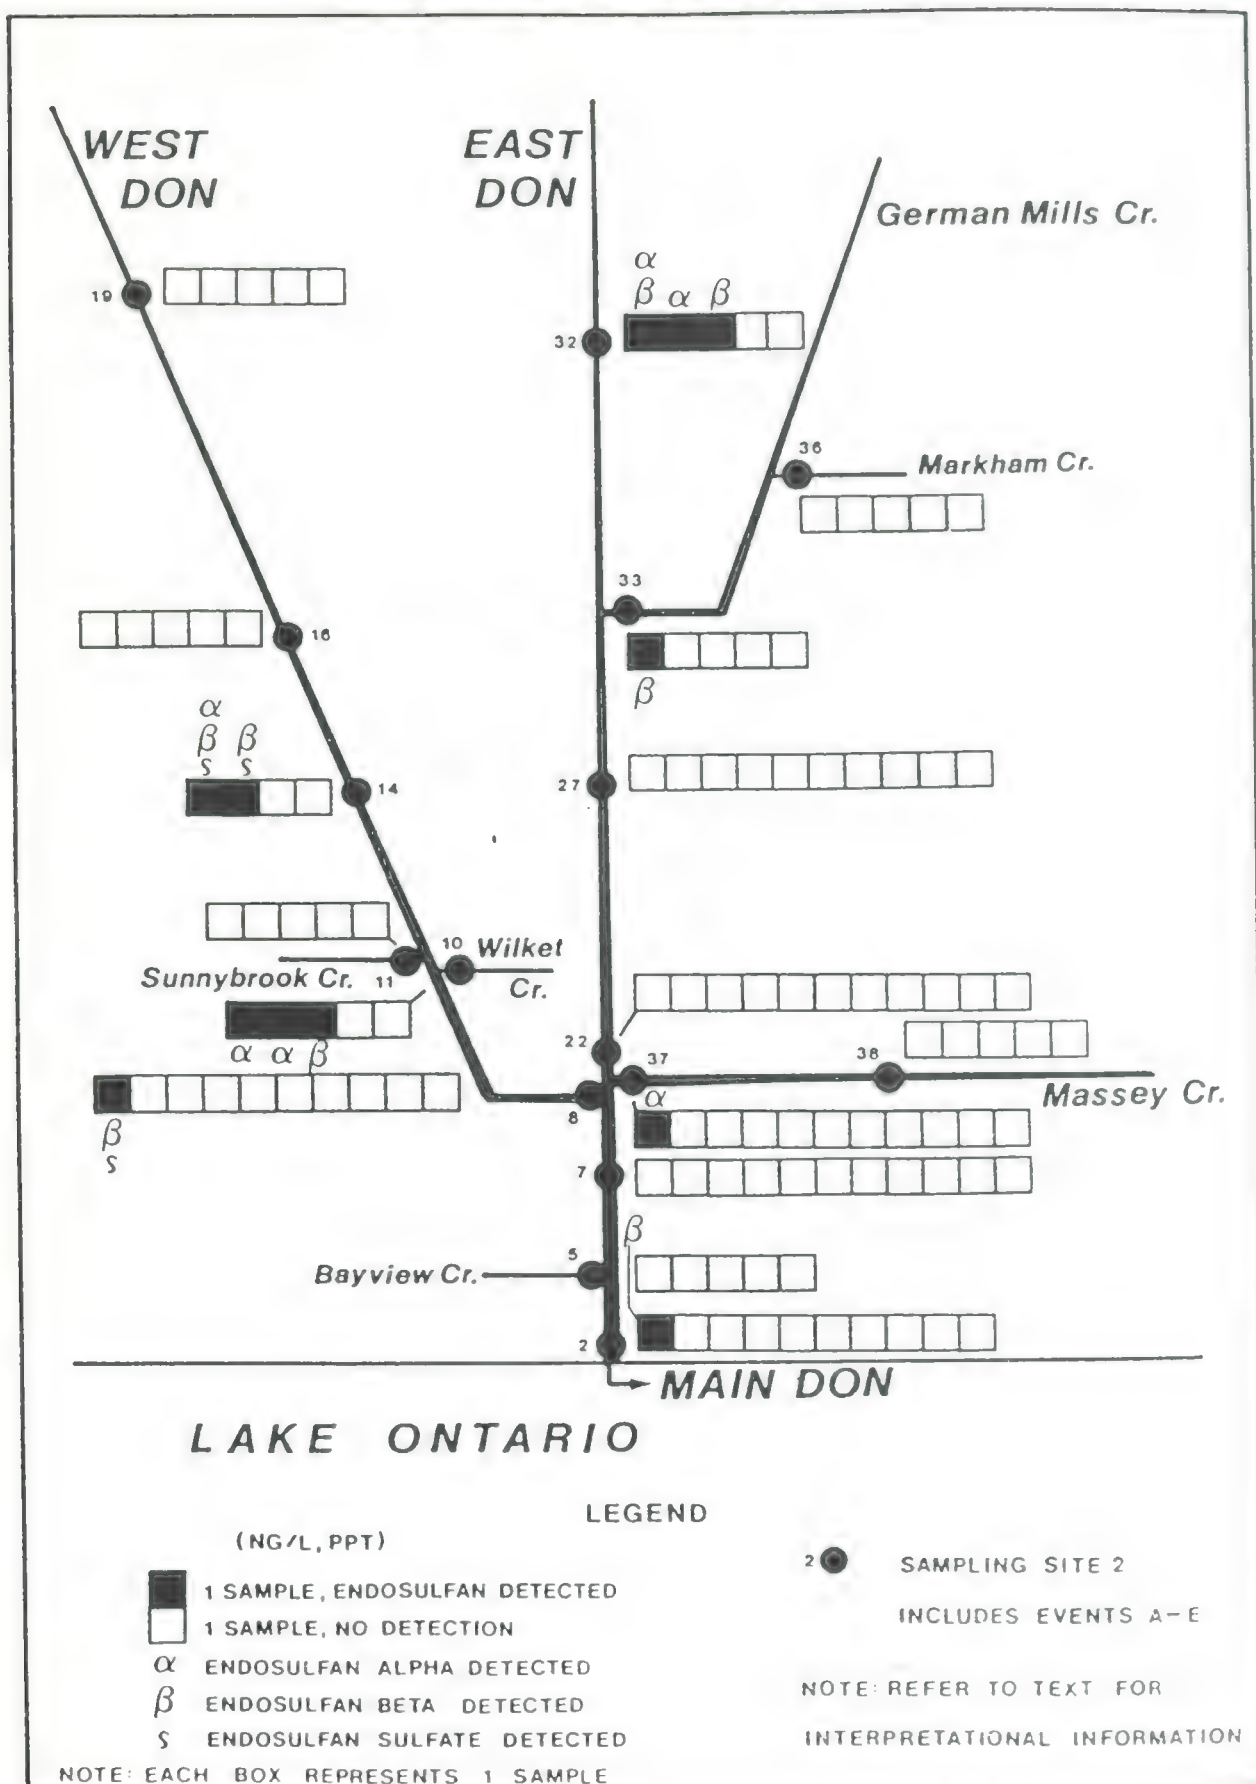 WEST
DON
EAST
DON
German Mills Cr.
19
α
β α β
32
36
Markham Cr.
33
16
β
α
β β
s s
14
27
10
Wilket
Cr.
Sunnybrook Cr.
11
α α β
22
37
38
Massey Cr.
8
α
β
s
7
β
5
Bayview Cr.
2
MAIN DON
LAKE ONTARIO
LEGEND
(NG/L, PPT)
1 SAMPLE, ENDOSULFAN DETECTED
1 SAMPLE, NO DETECTION
α ENDOSULFAN ALPHA DETECTED
β ENDOSULFAN BETA DETECTED
s ENDOSULFAN SULFATE DETECTED
NOTE: EACH BOX REPRESENTS 1 SAMPLE
2 SAMPLING SITE 2
INCLUDES EVENTS A-E
NOTE: REFER TO TEXT FOR
INTERPRETATIONAL INFORMATION